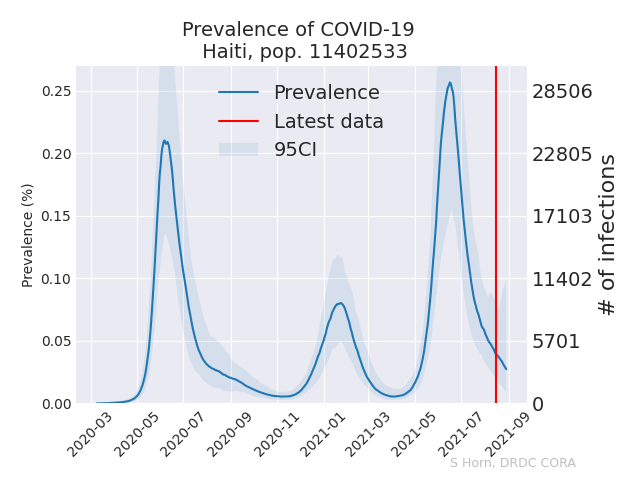 Prevalence of COVID-19
Haiti, pop. 11402533
Prevalence
Latest data
95CI
Prevalence (%)
0.25
0.20
0.15
0.10
0.05
0.00
28506
22805
17103
11402
5701
0
# of infections
2020-03
2020-05
2020-07
2020-09
2020-11
2021-01
2021-03
2021-05
2021-07
2021-09
S Horn, DRDC CORA